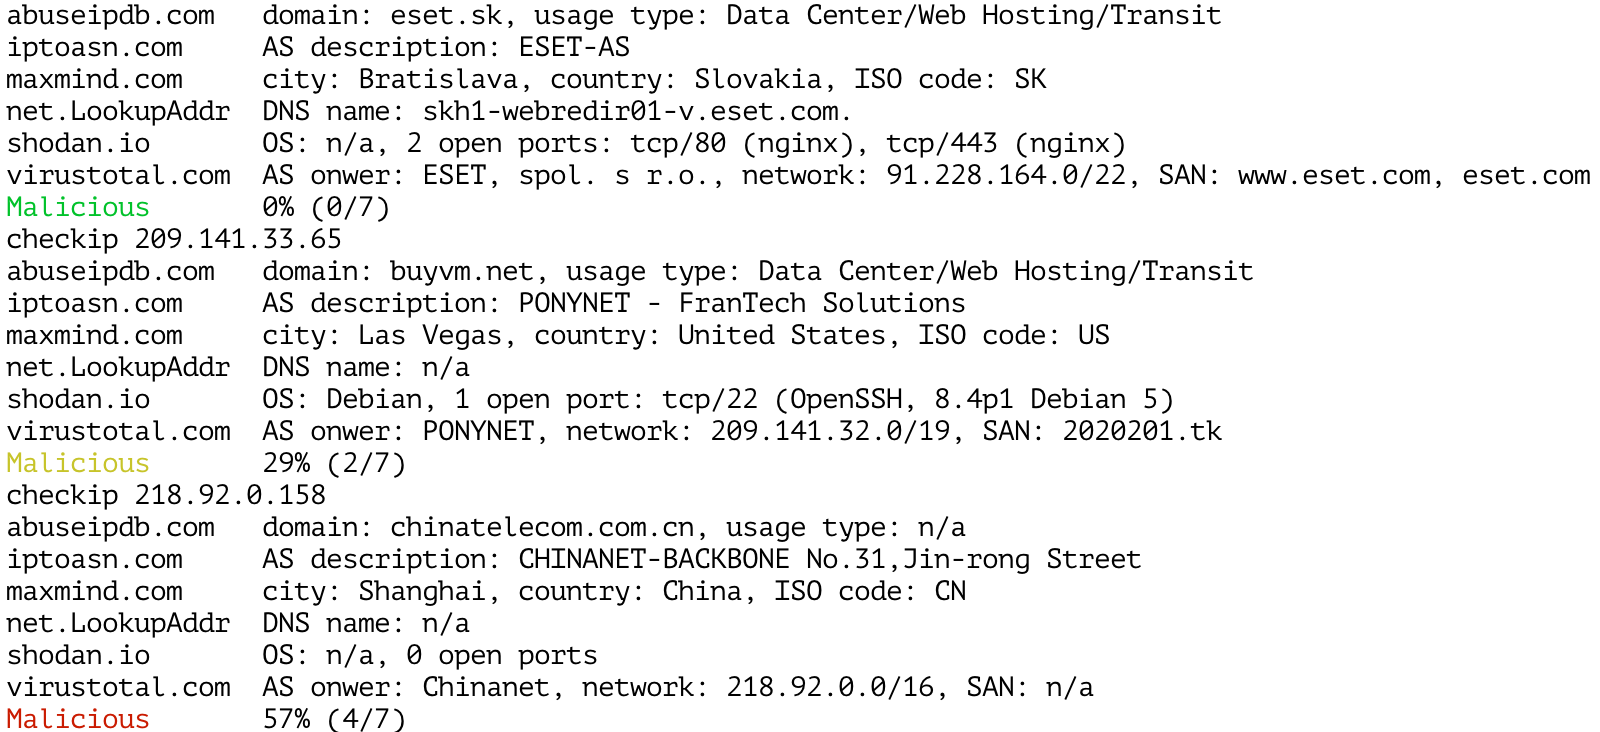 abuseipdb.com   domain: eset.sk, usage type: Data Center/Web Hosting/Transit
iptoasn.com     AS description: ESET-AS
maxmind.com     city: Bratislava, country: Slovakia, ISO code: SK
net.LookupAddr  DNS name: skh1-webredir01-v.eset.com.
shodan.io       OS: n/a, 2 open ports: tcp/80 (nginx), tcp/443 (nginx)
virustotal.com  AS onwer: ESET, spol. s r.o., network: 91.228.164.0/22, SAN: www.eset.com, eset.com
Malicious       0% (0/7)
checkip 209.141.33.65
abuseipdb.com   domain: buyvm.net, usage type: Data Center/Web Hosting/Transit
iptoasn.com     AS description: PONYNET - FranTech Solutions
maxmind.com     city: Las Vegas, country: United States, ISO code: US
net.LookupAddr  DNS name: n/a
shodan.io       OS: Debian, 1 open port: tcp/22 (OpenSSH, 8.4p1 Debian 5)
virustotal.com  AS onwer: PONYNET, network: 209.141.32.0/19, SAN: 2020201.tk
Malicious       29% (2/7)
checkip 218.92.0.158
abuseipdb.com   domain: chinatelecom.com.cn, usage type: n/a
iptoasn.com     AS description: CHINANET-BACKBONE No.31,Jin-rong Street
maxmind.com     city: Shanghai, country: China, ISO code: CN
net.LookupAddr  DNS name: n/a
shodan.io       OS: n/a, 0 open ports
virustotal.com  AS onwer: Chinanet, network: 218.92.0.0/16, SAN: n/a
Malicious       57% (4/7)